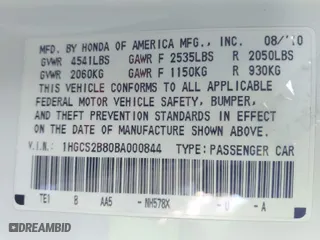 MFD. BY HONDA OF AMERICA MFG., INC. 08/10
GVWR 4541LBS GAWR F 2535LBS R 2050LBS
GVWR 2060KG GAWR F 1150KG R 930KG
THIS VEHICLE CONFORMS TO ALL APPLICABLE
FEDERAL MOTOR VEHICLE SAFETY, BUMPER,
AND THEFT PREVENTION STANDARDS IN EFFECT
ON THE DATE OF MANUFACTURE SHOWN ABOVE.
V.I.N. 1HGCS2B80BA000844 TYPE: PASSENGER CAR
TE1 B AA5 - NH578X - D - A
DREAMBID